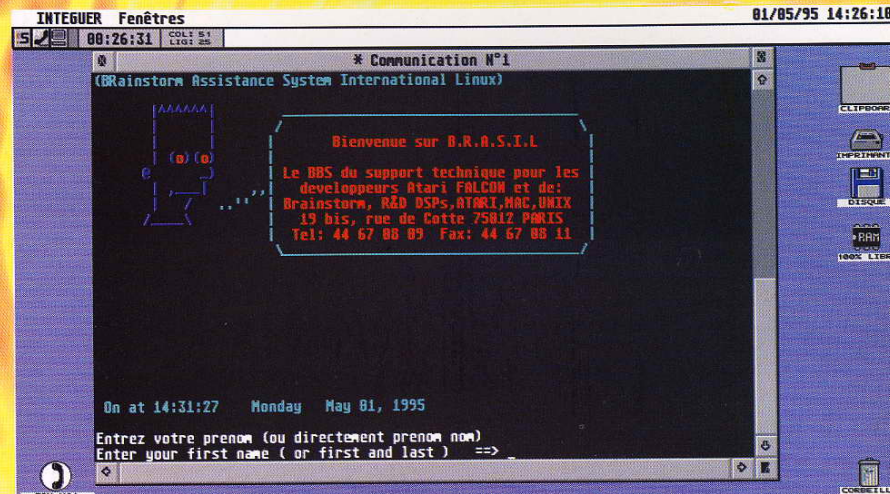 INTEGUER Fenêtres 01/05/95 14:26:10
00:26:31 COL: 51
LIG: 25
* Communication N°1
(BRainstorm Assistance System International Linux)
Bienvenue sur B.R.A.S.I.L
Le BBS du support technique pour les
developpeurs Atari FALCON et de:
Brainstorm, R&D DSPs,ATARI,MAC,UNIX
19 bis, rue de Cotte 75012 PARIS
Tel: 44 67 08 09 Fax: 44 67 08 11
CLIPBOAR
IMPRIMANT
DISQUE
RAM
100% LIBR
On at 14:31:27 Monday May 01, 1995
Entrez votre prenom (ou directement prenom nom)
Enter your first name ( or first and last ) ==> _
CORBEILL